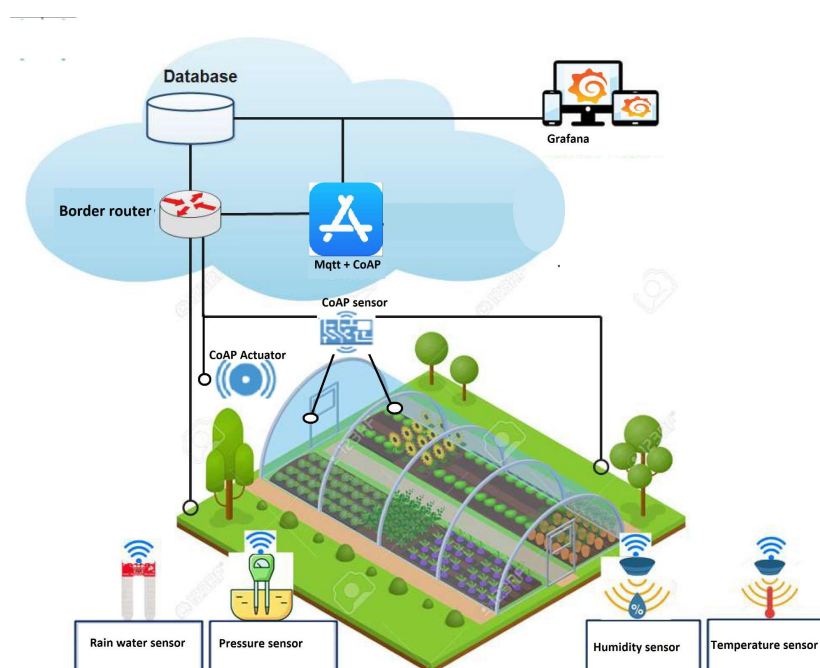 Database
Grafana
Border router
Mqtt + CoAP
CoAP sensor
CoAP Actuator
%
Rain water sensor
Pressure sensor
Humidity sensor
Temperature sensor